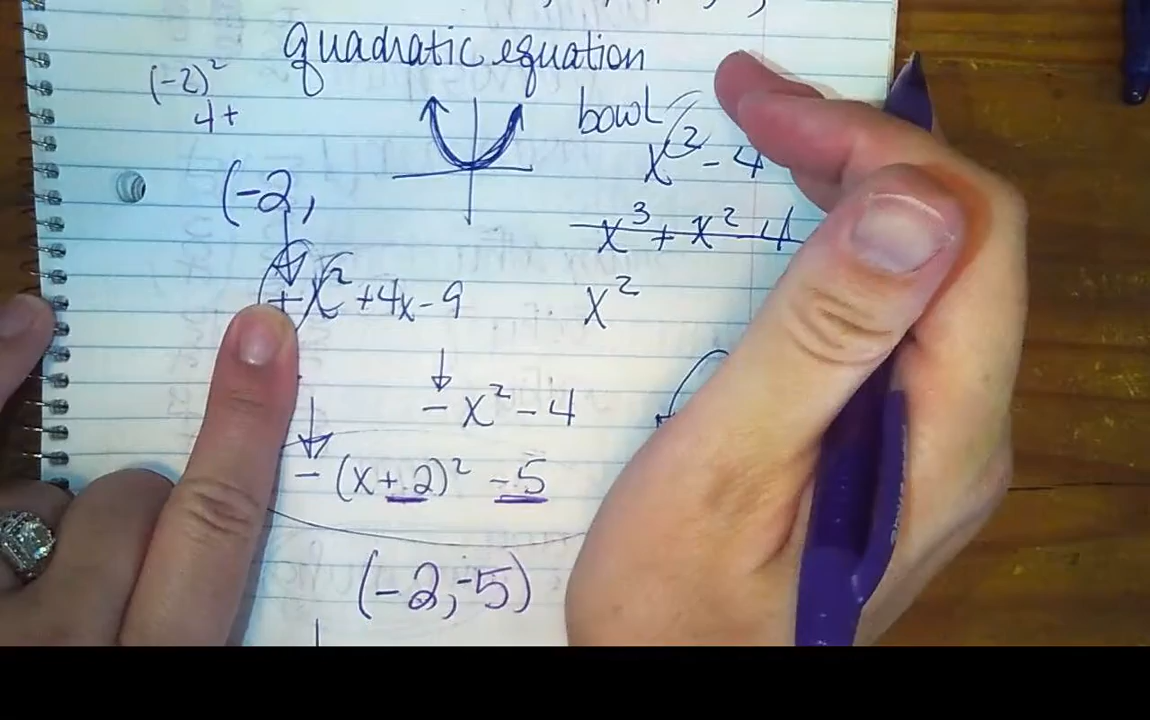 quadratic equation
(-2)²
4+
bowl
x² - 4
(-2,
x³ + x² 4
+x² +4x - 9
x²
- x² - 4
- (x + 2)² - 5
(-2, -5)